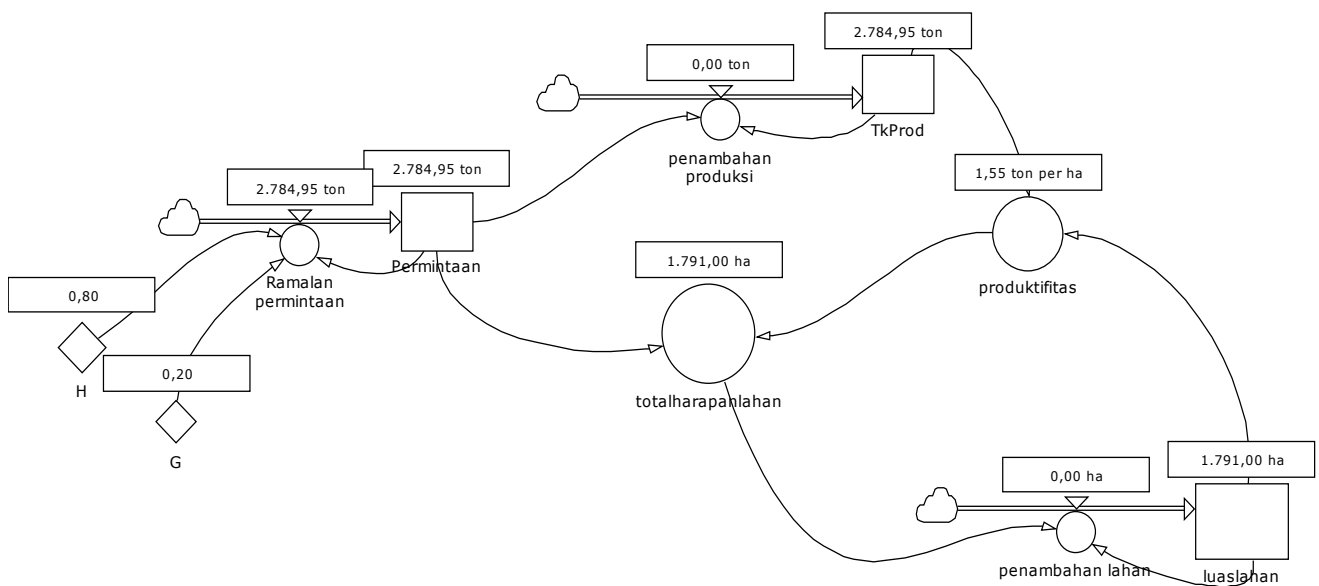 2.784,95 ton
0,00 ton
TkProd
penambahan
produksi
2.784,95 ton
1,55 ton per ha
2.784,95 ton
Permintaan
1.791,00 ha
Ramalan
permintaan
produktifitas
0,80
H
0,20
G
totalharapanlahan
1.791,00 ha
0,00 ha
penambahan lahan
luaslahan